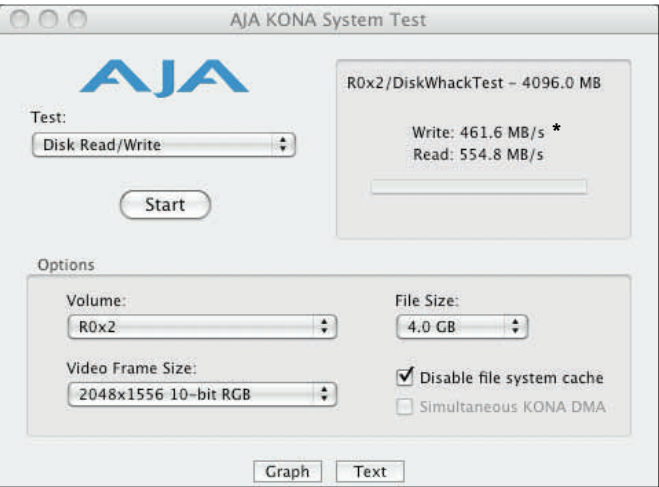 AJA KONA System Test
AJA
R0x2/DiskWhackTest – 4096.0 MB
Test:
Disk Read/Write
Write: 461.6 MB/s *
Read: 554.8 MB/s
Start
Options
Volume:
R0x2
File Size:
4.0 GB
Video Frame Size:
2048x1556 10-bit RGB
Disable file system cache
Simultaneous KONA DMA
Graph
Text